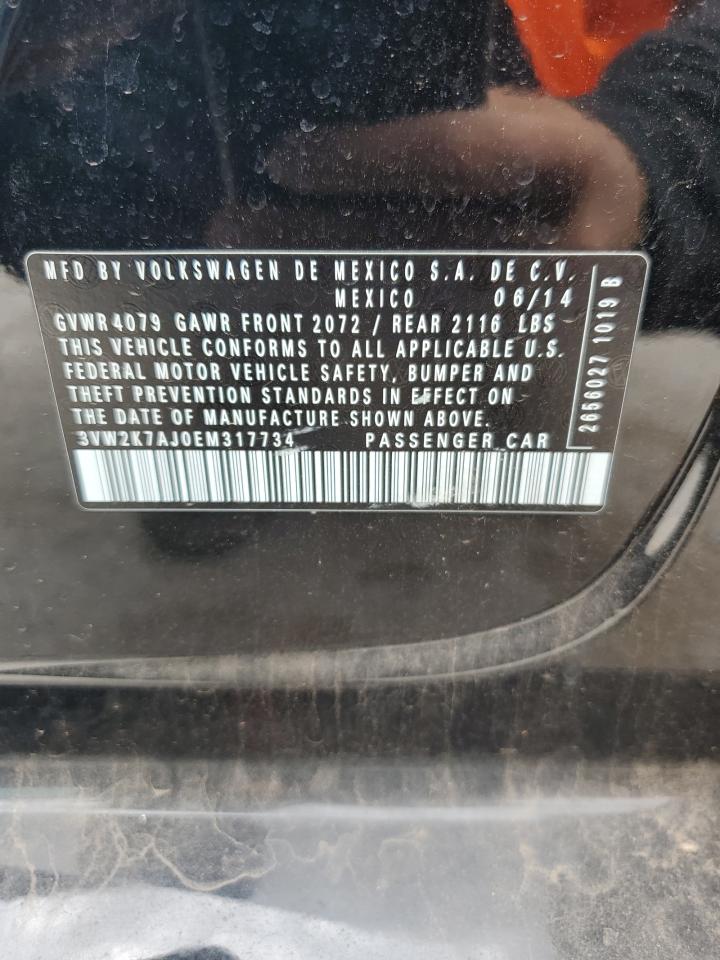 MFD BY VOLKSWAGEN DE MEXICO S.A. DE C.V.
MEXICO 06/14
GVWR 4079 GAWR FRONT 2072 / REAR 2116 LBS
THIS VEHICLE CONFORMS TO ALL APPLICABLE U.S.
FEDERAL MOTOR VEHICLE SAFETY, BUMPER AND
THEFT PREVENTION STANDARDS IN EFFECT ON
THE DATE OF MANUFACTURE SHOWN ABOVE.
3VW2K7AJ0EM317734 PASSENGER CAR
2656027 1019 B